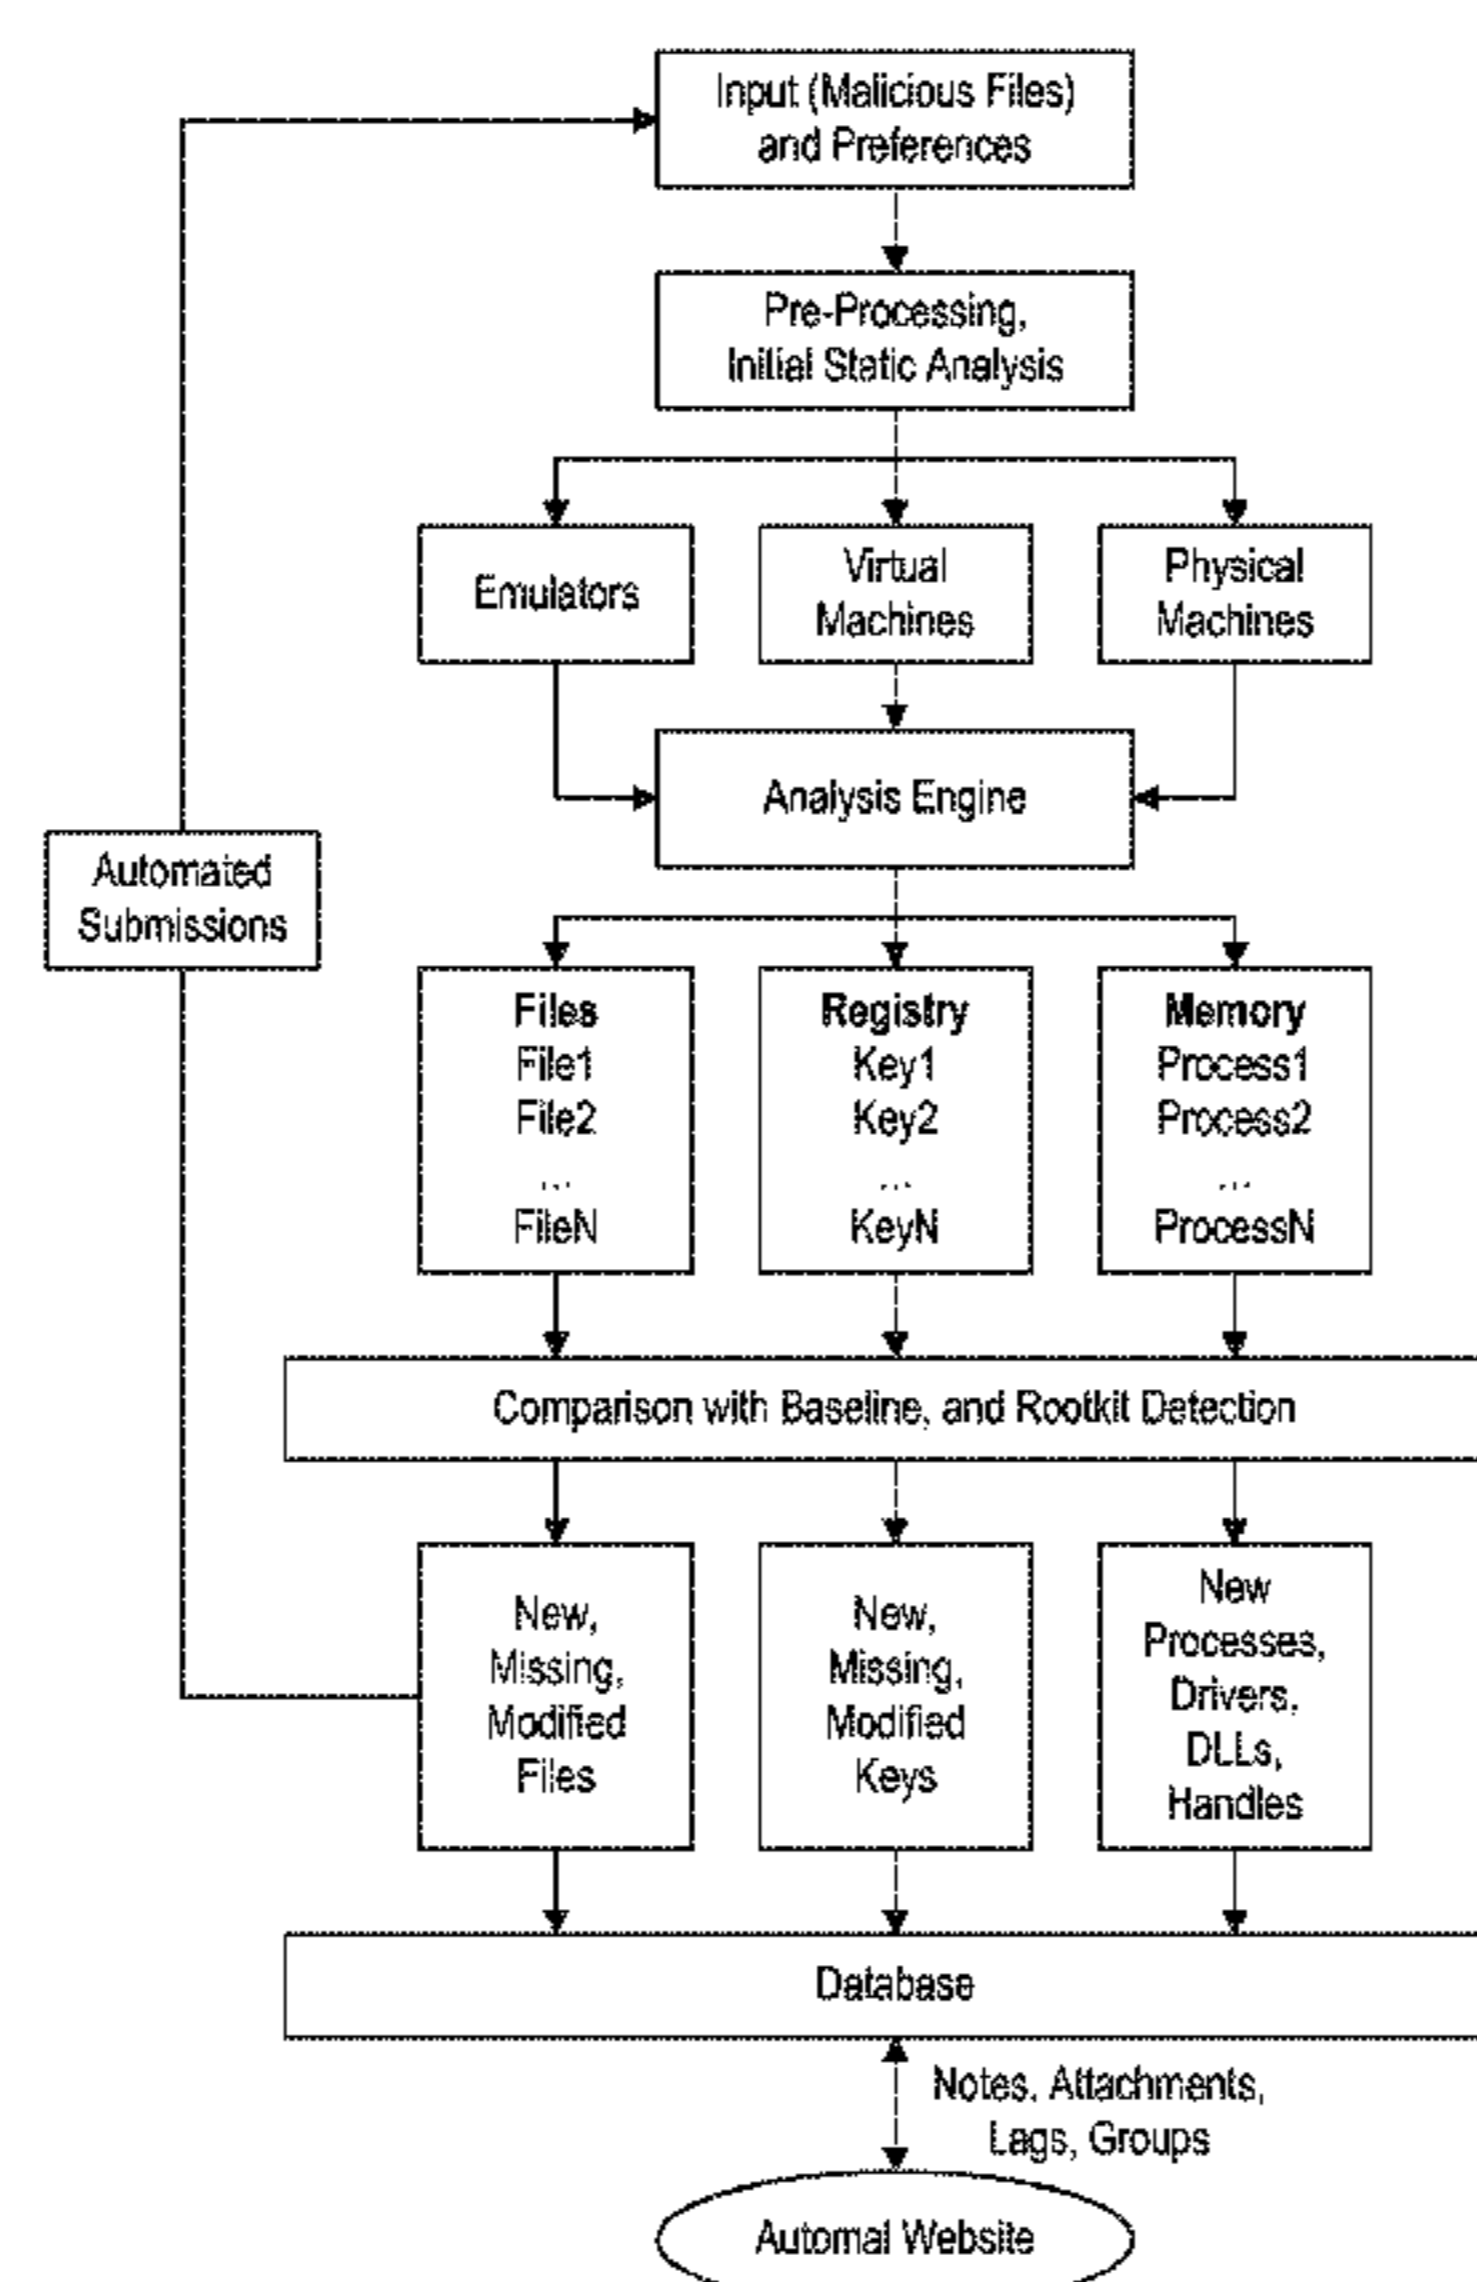 Input (Malicious Files)
and Preferences
Pre-Processing,
Initial Static Analysis
Emulators
Virtual
Machines
Physical
Machines
Analysis Engine
Automated
Submissions
Files
File1
File2
...
FileN
Registry
Key1
Key2
...
KeyN
Memory
Process1
Process2
...
ProcessN
Comparison with Baseline, and Rootkit Detection
New,
Missing,
Modified
Files
New,
Missing,
Modified
Keys
New
Processes,
Drivers,
DLLs,
Handles
Database
Notes, Attachments,
Lags, Groups
Automal Website